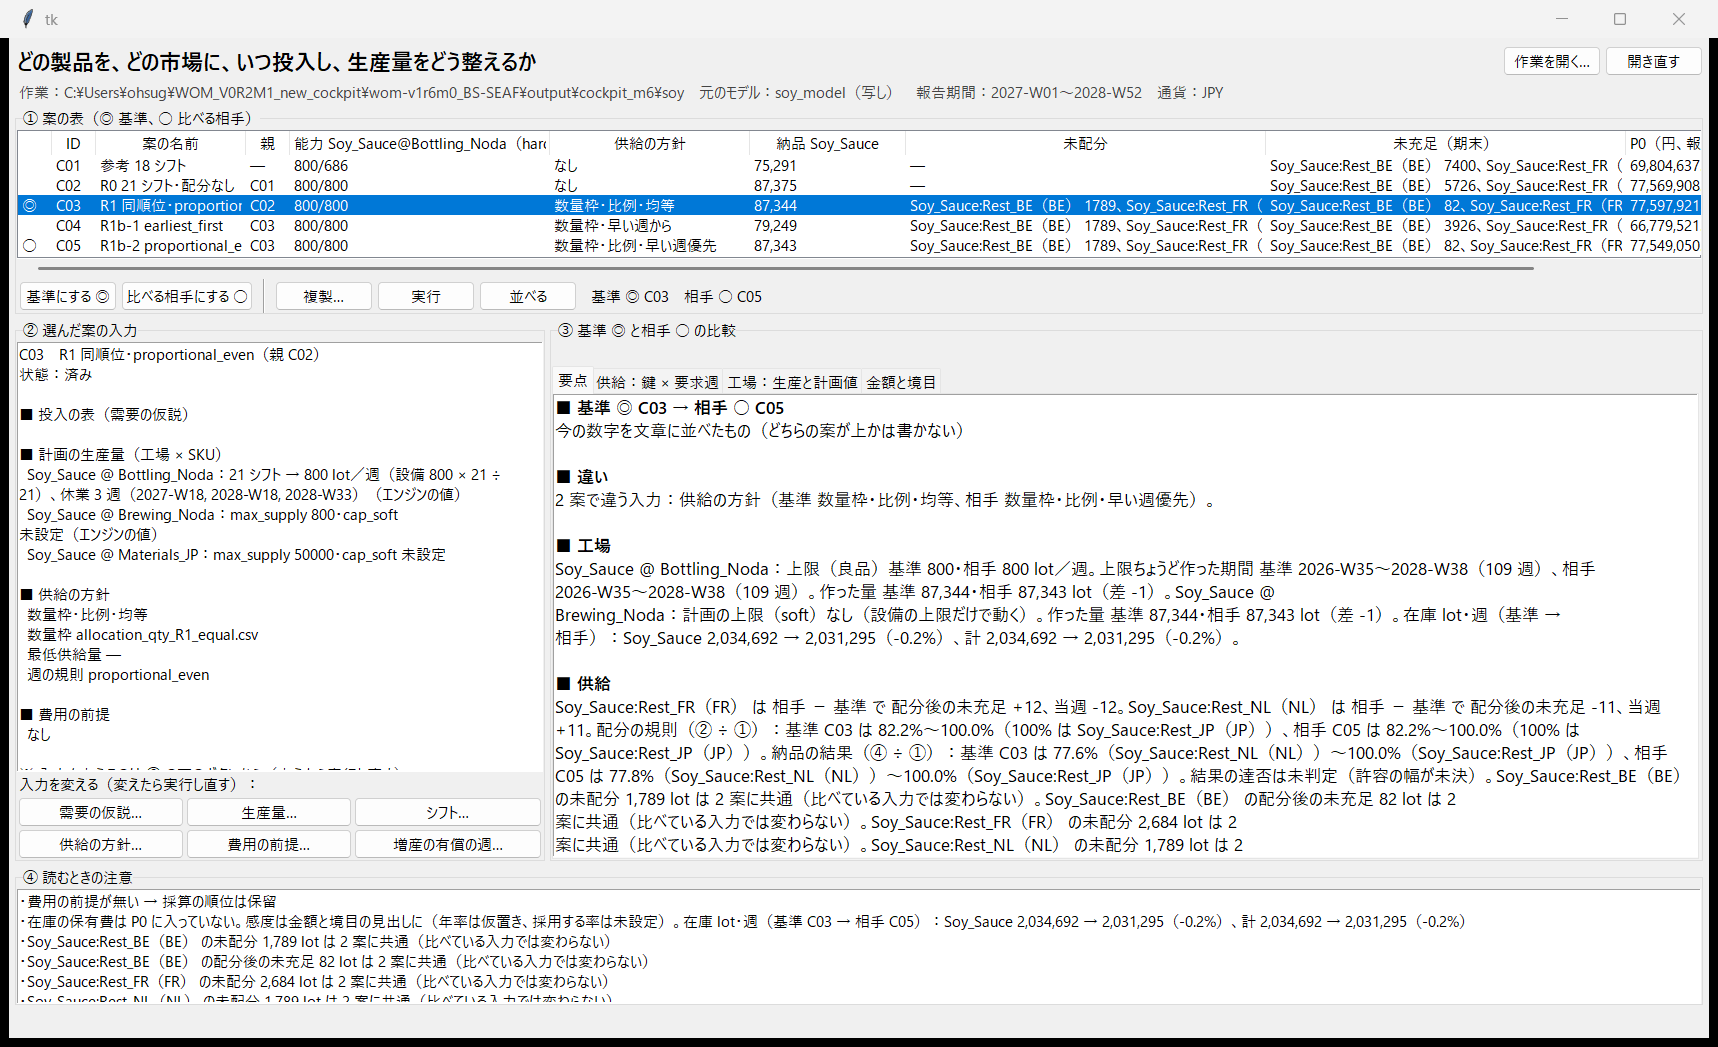 tk
どの製品を、どの市場に、いつ投入し、生産量をどう整えるか
作業を開く...
開き直す
作業：C:¥Users¥ohsug¥WOM_V0R2M1_new_cockpit¥wom-v1r6m0_BS-SEAF¥output¥cockpit_m6¥soy　元のモデル：soy_model（写し）　報告期間：2027-W01～2028-W52　通貨：JPY
① 案の表（◎ 基準、○ 比べる相手）
ID 案の名前 親 能力 Soy_Sauce@Bottling_Noda（hard 供給の方針 納品 Soy_Sauce 未配分 未充足（期末） P0（円、報
C01 参考 18 シフト — 800/686 なし 75,291 — Soy_Sauce:Rest_BE（BE） 7400、Soy_Sauce:Rest_FR（ 69,804,637
C02 R0 21 シフト・配分なし C01 800/800 なし 87,375 — Soy_Sauce:Rest_BE（BE） 5726、Soy_Sauce:Rest_FR（ 77,569,908
◎ C03 R1 同順位・proportior C02 800/800 数量枠・比例・均等 87,344 Soy_Sauce:Rest_BE（BE） 1789、Soy_Sauce:Rest_FR（ Soy_Sauce:Rest_BE（BE） 82、Soy_Sauce:Rest_FR（FR 77,597,921
C04 R1b-1 earliest_first C03 800/800 数量枠・早い週から 79,249 Soy_Sauce:Rest_BE（BE） 1789、Soy_Sauce:Rest_FR（ Soy_Sauce:Rest_BE（BE） 3926、Soy_Sauce:Rest_FR（ 66,779,521
○ C05 R1b-2 proportional_e C03 800/800 数量枠・比例・早い週優先 87,343 Soy_Sauce:Rest_BE（BE） 1789、Soy_Sauce:Rest_FR（ Soy_Sauce:Rest_BE（BE） 82、Soy_Sauce:Rest_FR（FR 77,549,050
基準にする ◎ 比べる相手にする ○ 複製... 実行 並べる 基準 ◎ C03　相手 ○ C05
② 選んだ案の入力
C03　R1 同順位・proportional_even（親 C02）
状態：済み
■ 投入の表（需要の仮説）
■ 計画の生産量（工場 × SKU）
Soy_Sauce @ Bottling_Noda：21 シフト → 800 lot／週（設備 800 × 21 ÷
21）、休業 3 週（2027-W18, 2028-W18, 2028-W33）（エンジンの値）
Soy_Sauce @ Brewing_Noda：max_supply 800・cap_soft
未設定（エンジンの値）
Soy_Sauce @ Materials_JP：max_supply 50000・cap_soft 未設定
■ 供給の方針
数量枠・比例・均等
数量枠 allocation_qty_R1_equal.csv
最低供給量 —
週の規則 proportional_even
■ 費用の前提
なし
入力を変える（変えたら実行し直す）：
需要の仮説... 生産量... シフト...
供給の方針... 費用の前提... 増産の有償の週...
③ 基準 ◎ と相手 ○ の比較
要点 供給：鍵 × 要求週 工場：生産と計画値 金額と境目
■ 基準 ◎ C03 → 相手 ○ C05
今の数字を文章に並べたもの（どちらの案が上かは書かない）
■ 違い
2 案で違う入力：供給の方針（基準 数量枠・比例・均等、相手 数量枠・比例・早い週優先）。
■ 工場
Soy_Sauce @ Bottling_Noda：上限（良品）基準 800・相手 800 lot／週。上限ちょうど作った期間 基準 2026-W35～2028-W38（109 週）、相手
2026-W35～2028-W38（109 週）。作った量 基準 87,344・相手 87,343 lot（差 -1）。Soy_Sauce @
Brewing_Noda：計画の上限（soft）なし（設備の上限だけで動く）。作った量 基準 87,344・相手 87,343 lot（差 -1）。在庫 lot・週（基準 →
相手）：Soy_Sauce 2,034,692 → 2,031,295（-0.2%）、計 2,034,692 → 2,031,295（-0.2%）。
■ 供給
Soy_Sauce:Rest_FR（FR） は 相手 － 基準 で 配分後の未充足 +12、当週 -12。Soy_Sauce:Rest_NL（NL） は 相手 － 基準 で 配分後の未充足 -11、当週
+11。配分の規則（② ÷ ①）：基準 C03 は 82.2%～100.0%（100% は Soy_Sauce:Rest_JP（JP））、相手 C05 は 82.2%～100.0%（100% は
Soy_Sauce:Rest_JP（JP））。納品の結果（④ ÷ ①）：基準 C03 は 77.6%（Soy_Sauce:Rest_NL（NL））～100.0%（Soy_Sauce:Rest_JP（JP））、相手
C05 は 77.8%（Soy_Sauce:Rest_NL（NL））～100.0%（Soy_Sauce:Rest_JP（JP））。結果の達否は未判定（許容の幅が未決）。Soy_Sauce:Rest_BE（BE）
の未配分 1,789 lot は 2 案に共通（比べている入力では変わらない）。Soy_Sauce:Rest_BE（BE） の配分後の未充足 82 lot は 2
案に共通（比べている入力では変わらない）。Soy_Sauce:Rest_FR（FR） の未配分 2,684 lot は 2
案に共通（比べている入力では変わらない）。Soy_Sauce:Rest_NL（NL） の未配分 1,789 lot は 2
④ 読むときの注意
・費用の前提が無い → 採算の順位は保留
・在庫の保有費は P0 に入っていない。感度は金額と境目の見出しに（年率は仮置き、採用する率は未設定）。在庫 lot・週（基準 C03 → 相手 C05）：Soy_Sauce 2,034,692 → 2,031,295（-0.2%）、計 2,034,692 → 2,031,295（-0.2%）
・Soy_Sauce:Rest_BE（BE） の未配分 1,789 lot は 2 案に共通（比べている入力では変わらない）
・Soy_Sauce:Rest_BE（BE） の配分後の未充足 82 lot は 2 案に共通（比べている入力では変わらない）
・Soy_Sauce:Rest_FR（FR） の未配分 2,684 lot は 2 案に共通（比べている入力では変わらない）
・Soy_Sauce:Rest_NL（NL） の未配分 1,789 lot は 2 案に共通（比べている入力では変わらない）